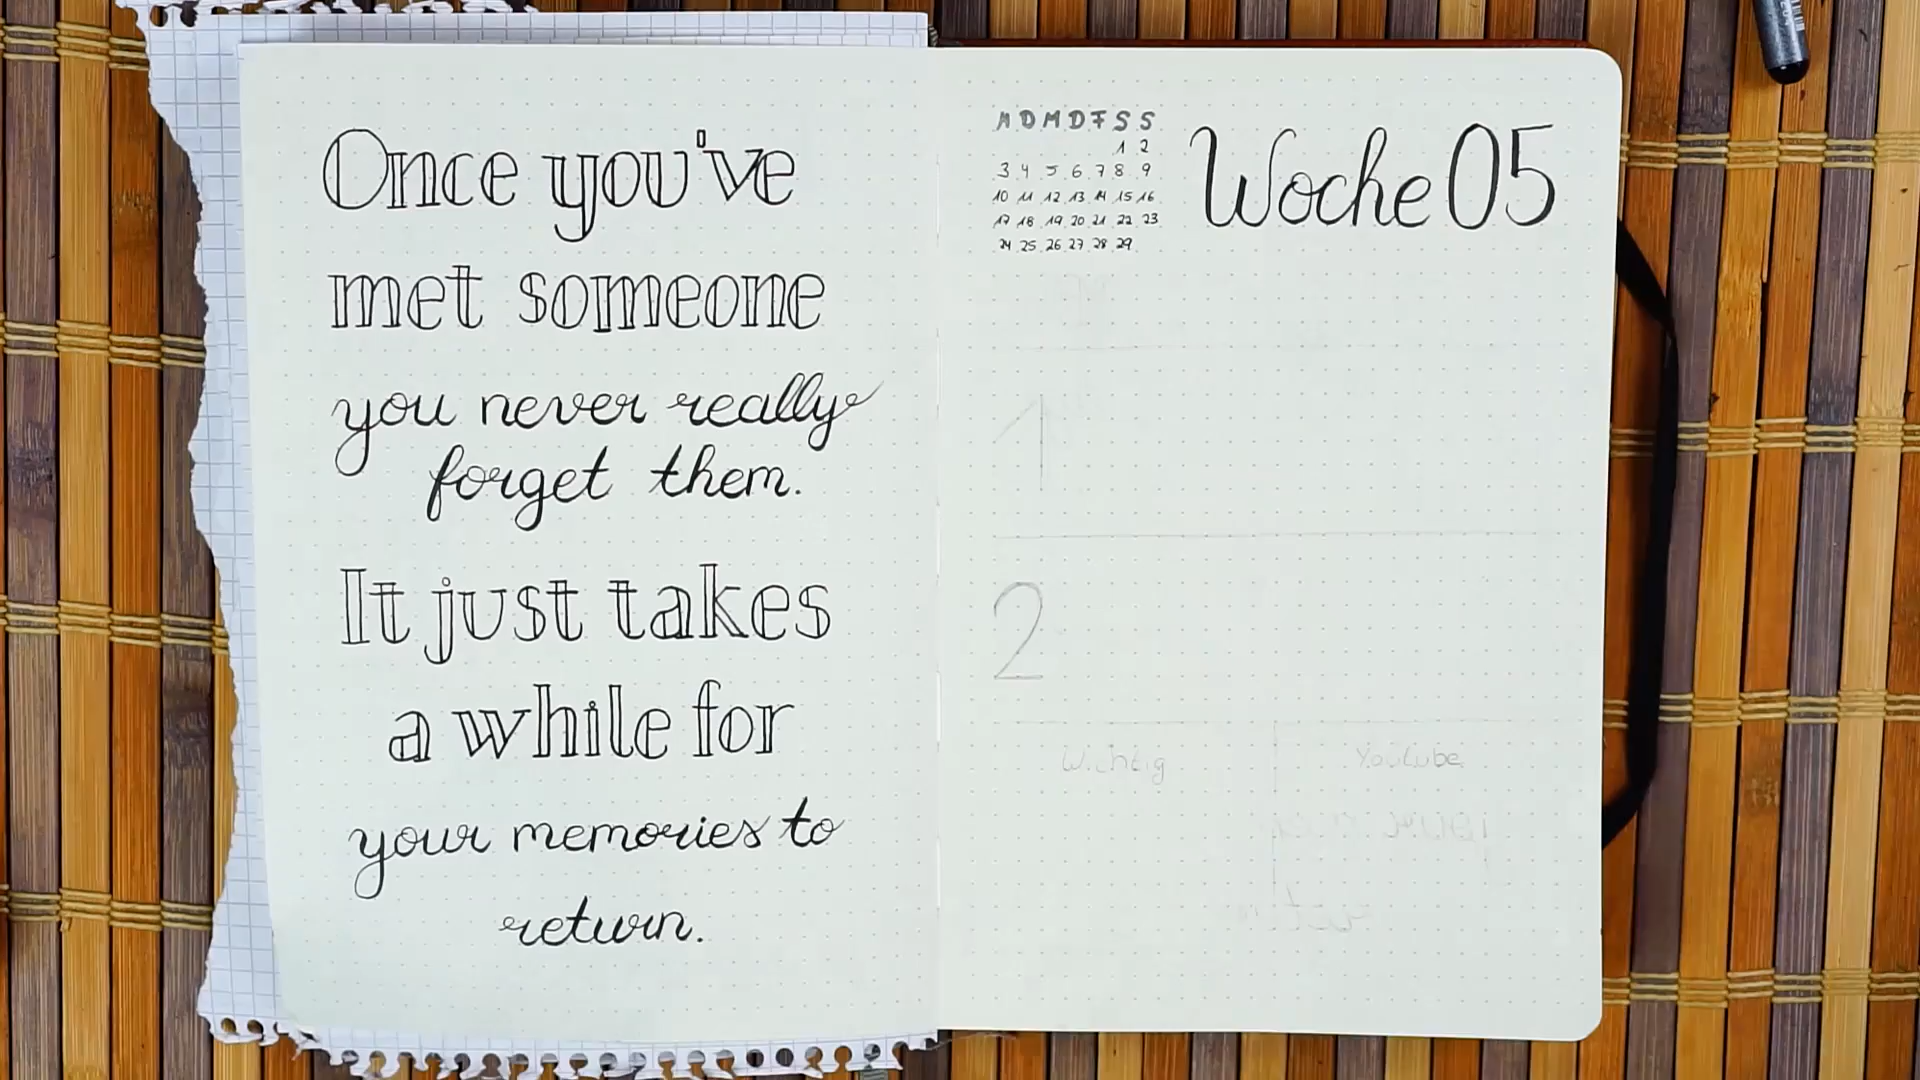 Once you've
met someone
you never really
forget them.
It just takes
a while for
your memories to
return.
M D M D F S S
1 2
3 4 5 6 7 8 9
10 11 12 13 14 15 16
17 18 19 20 21 22 23
24 25 26 27 28 29
Woche 05
1
2
Wichtig
YouTube